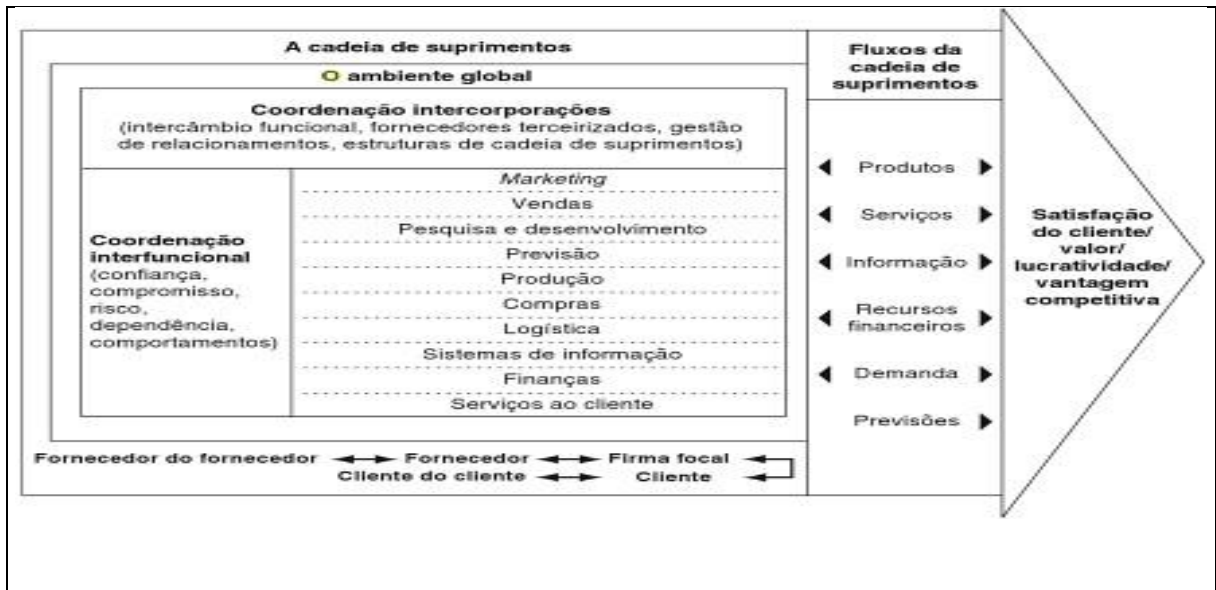 A cadeia de suprimentos
O ambiente global
Coordenação intercorporações
(intercâmbio funcional, fornecedores terceirizados, gestão
de relacionamentos, estruturas de cadeia de suprimentos)
Coordenação
interfuncional
(confiança,
compromisso,
risco,
dependência,
comportamentos)
Marketing
Vendas
Pesquisa e desenvolvimento
Previsão
Produção
Compras
Logística
Sistemas de informação
Finanças
Serviços ao cliente
Fornecedor do fornecedor Fornecedor Firma focal
Cliente do cliente Cliente
Fluxos da
cadeia de
suprimentos
Produtos
Serviços
Informação
Recursos
financeiros
Demanda
Previsões
Satisfação
do cliente/
valor/
lucratividade/
vantagem
competitiva